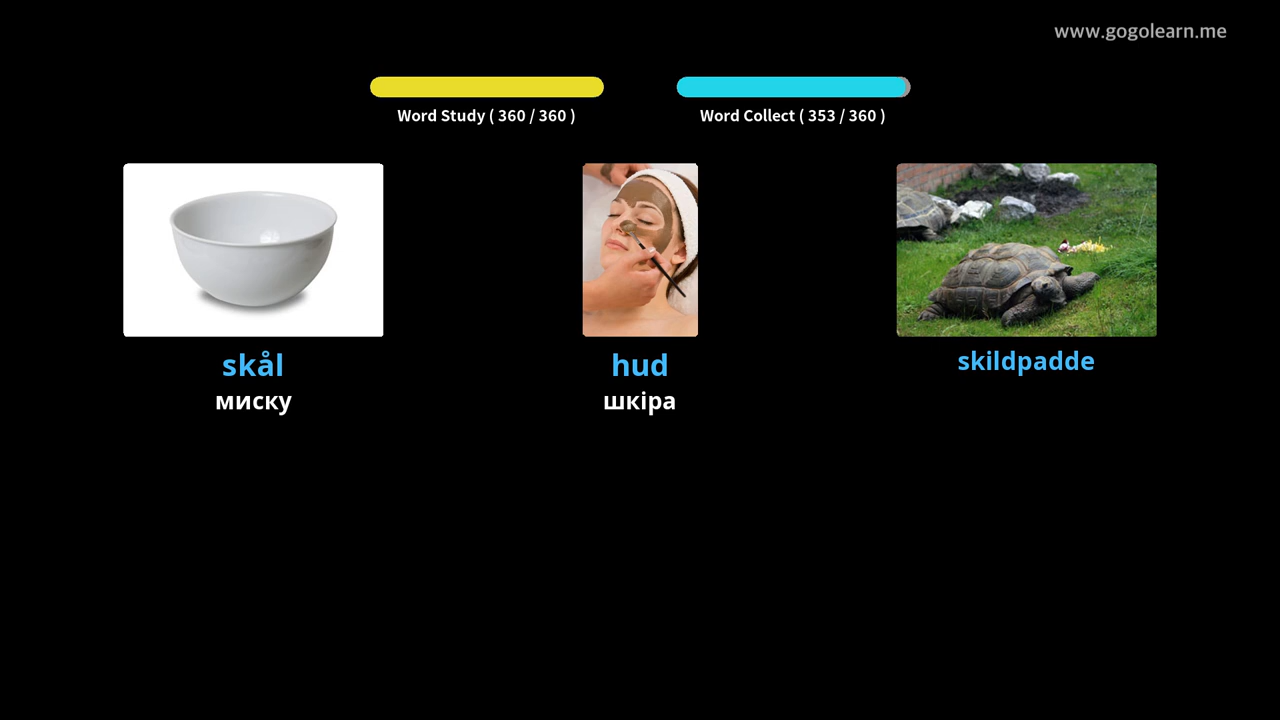 www.gogolearn.me
Word Study ( 360 / 360 )
Word Collect ( 353 / 360 )
skål
миску
hud
шкіра
skildpadde